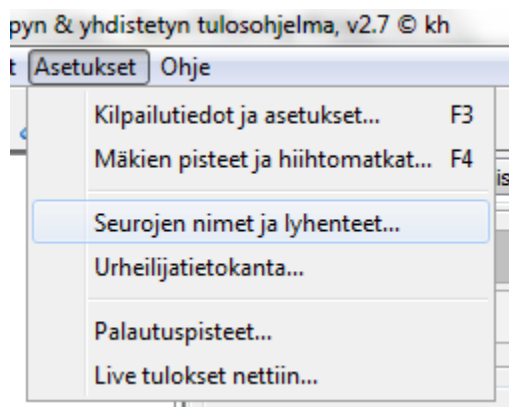 pyn & yhdistetyn tulosohjelma, v2.7 © kh
t Asetukset Ohje
Kilpailutiedot ja asetukset... F3
Mäkien pisteet ja hiihtomatkat... F4
is
Seurojen nimet ja lyhenteet...
Urheilijatietokanta...
Palautuspisteet...
Live tulokset nettiin...